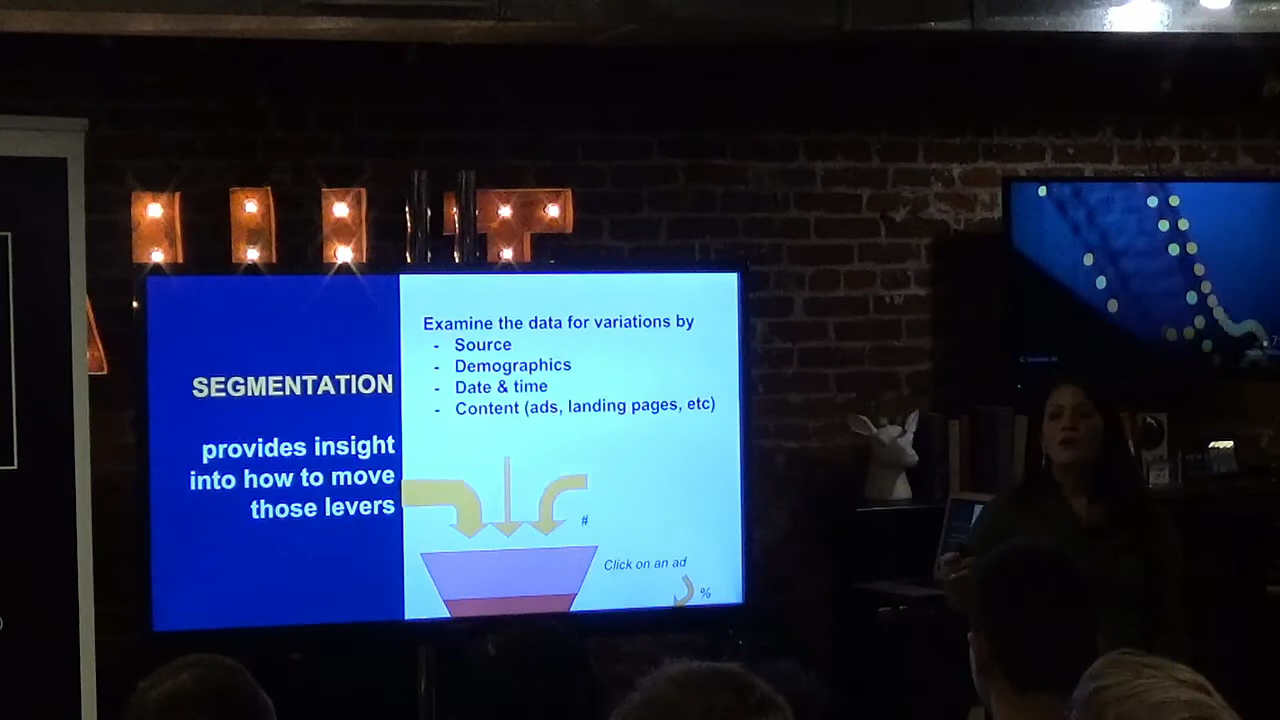 SEGMENTATION
provides insight
into how to move
those levers
Examine the data for variations by
- Source
- Demographics
- Date & time
- Content (ads, landing pages, etc)
#
Click on an ad
%